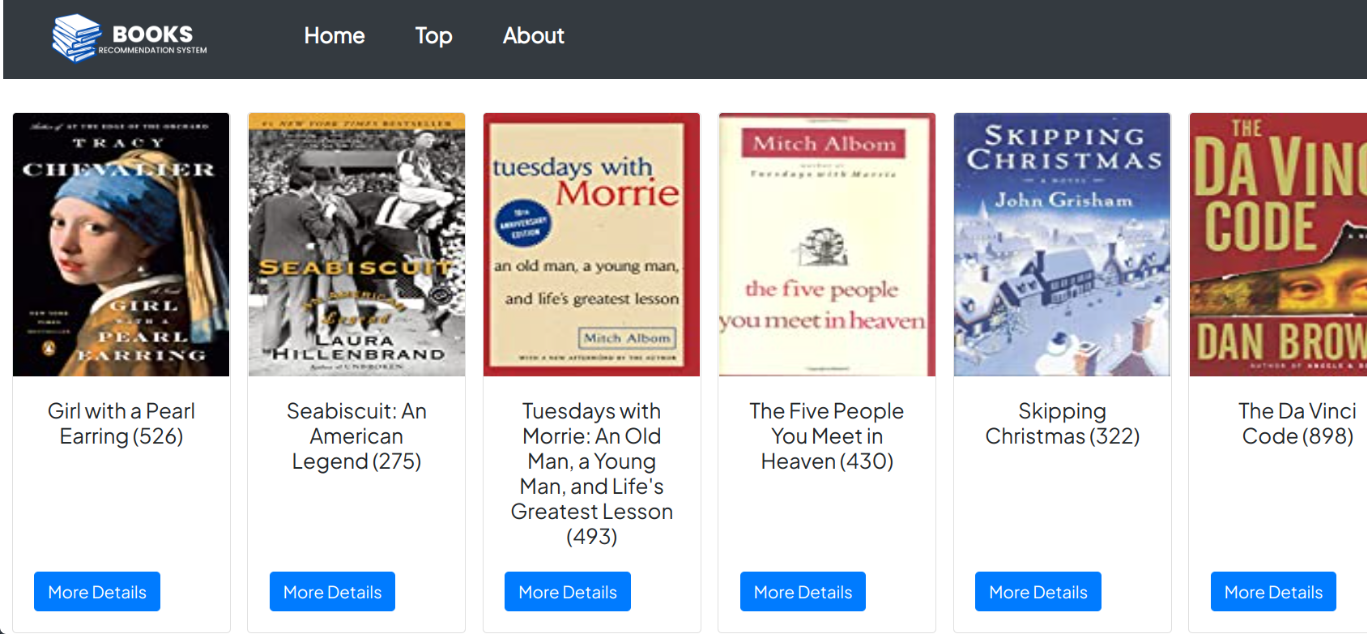 BOOKS
RECOMMENDATION SYSTEM
Home
Top
About
Author of AT THE EDGE OF THE ORCHARD
TRACY
CHEVALIER
A Novel
GIRL
WITH A
PEARL
EARRING
NEW YORK
TIMES
BESTSELLER
#1 NEW YORK TIMES BESTSELLER
SEABISCUIT
AN AMERICAN
Legend
LAURA
HILLENBRAND
Author of UNBROKEN
tuesdays with
Morrie
10th
ANNIVERSARY
EDITION
an old man, a young man,
and life's greatest lesson
Mitch Albom
WITH A NEW AFTERWORD BY THE AUTHOR
Mitch Albom
author of
Tuesdays with Morrie
the five people
you meet in heaven
SKIPPING
CHRISTMAS
A NOVEL
John Grisham
THE
DA VINC
CODE
DAN BROW
AUTHOR OF ANGELS &
Girl with a Pearl
Earring (526)
Seabiscuit: An
American
Legend (275)
Tuesdays with
Morrie: An Old
Man, a Young
Man, and Life's
Greatest Lesson
(493)
The Five People
You Meet in
Heaven (430)
Skipping
Christmas (322)
The Da Vinci
Code (898)
More Details
More Details
More Details
More Details
More Details
More Details